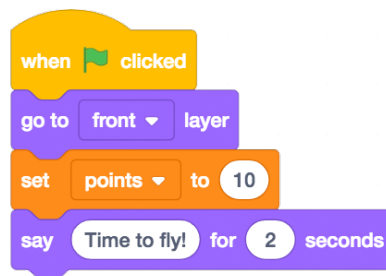 when clicked
go to front layer
set points to 10
say Time to fly! for 2 seconds